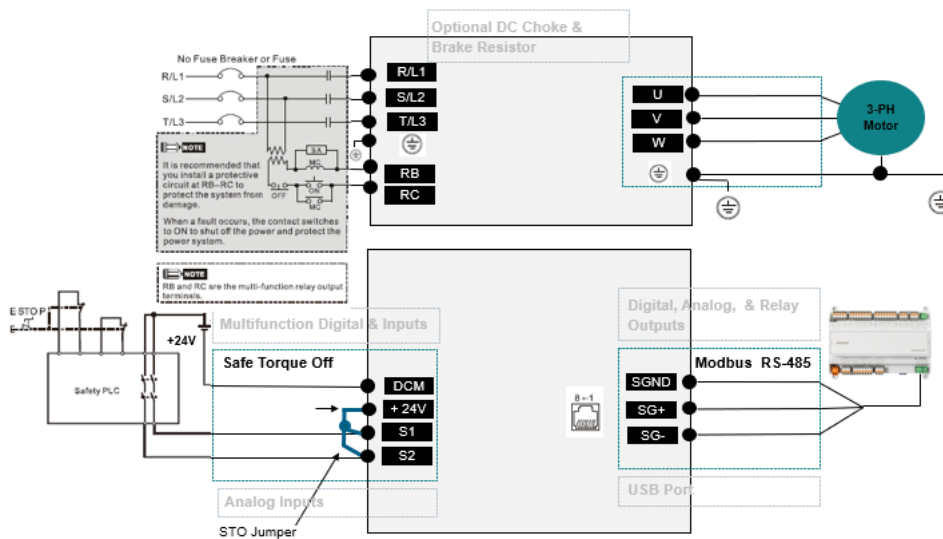 Optional DC Choke &
Brake Resistor
No Fuse Breaker or Fuse
R/L1
S/L2
T/L3
R/L1
S/L2
T/L3
RB
RC
SA
MC
OFF
ON
MC
NOTE
It is recommended that
you install a protective
circuit at RB~RC to
protect the system from
damage.
When a fault occurs, the contact switches
to ON to shut off the power and protect the
power system.
U
V
W
3-PH
Motor
NOTE
RB and RC sre the multi-function relay output
terminals.
E STOP
+24V
Safety PLC
Multifunction Digital & Inputs
Safe Torque Off
DCM
+ 24V
S1
S2
Analog Inputs
STO Jumper
8 ~ 1
Digital, Analog, & Relay
Outputs
Modbus RS-485
SGND
SG+
SG-
USB Port